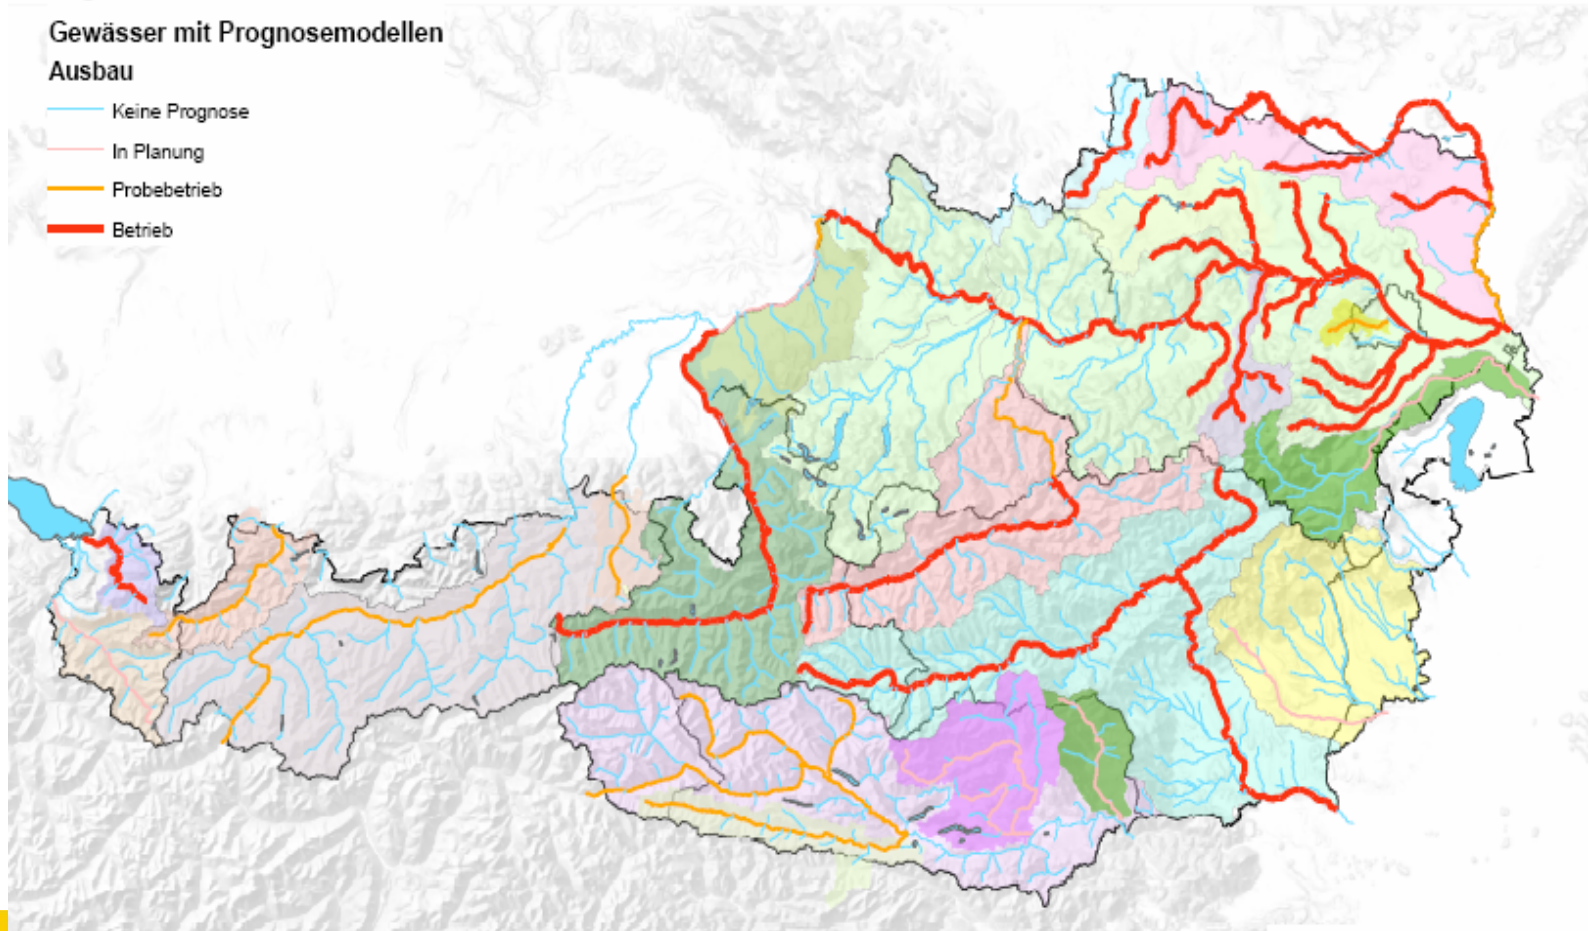 Gewässer mit Prognosemodellen
Ausbau
Keine Prognose
In Planung
Probebetrieb
Betrieb